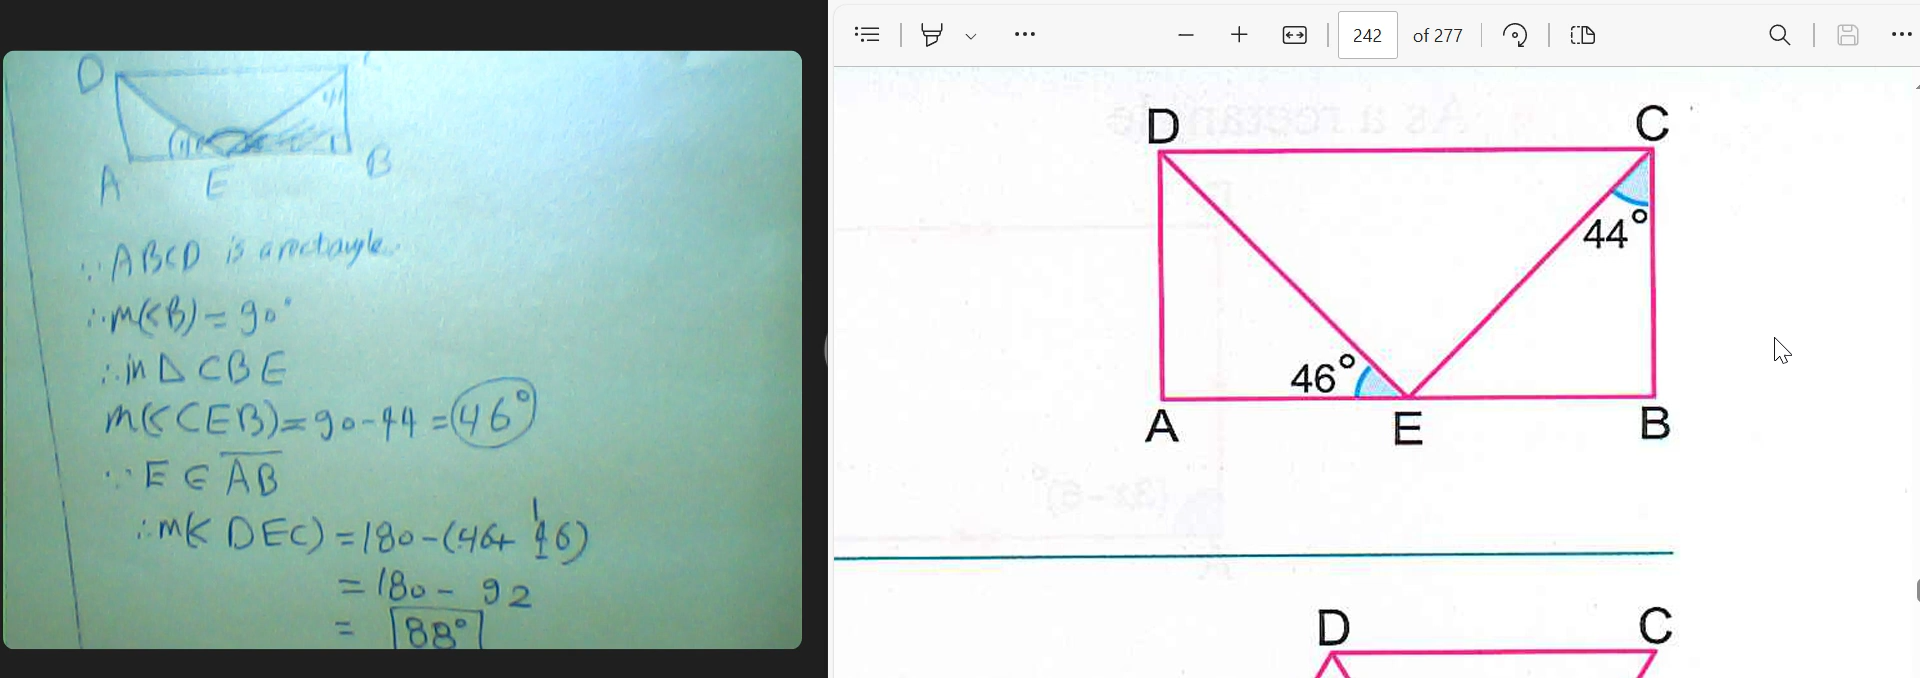 D
A E B
∵ ABCD is a rectangle.
∴ m(<B) = 90°
∴ in Δ CBE
m(< CEB) = 90 - 44 = 46°
∵ E ∈ AB
∴ m(< DEC) = 180 - (46 + 46)
= 180 - 92
= 88°
242 of 277
D C
44°
46°
A E B
D C